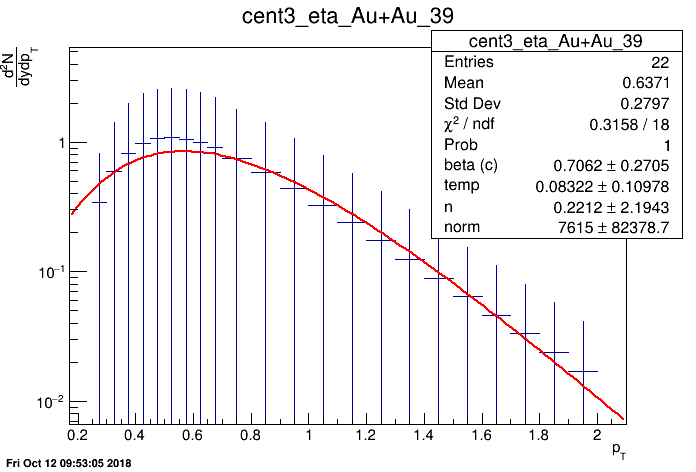 cent3_eta_Au+Au_39
d²N
dydp_T
cent3_eta_Au+Au_39
Entries 22
Mean 0.6371
Std Dev 0.2797
χ² / ndf 0.3158 / 18
Prob 1
beta (c) 0.7062 ± 0.2705
temp 0.08322 ± 0.10978
n 0.2212 ± 2.1943
norm 7615 ± 82378.7
1
10⁻¹
10⁻²
0.2 0.4 0.6 0.8 1 1.2 1.4 1.6 1.8 2
p_T
Fri Oct 12 09:53:05 2018